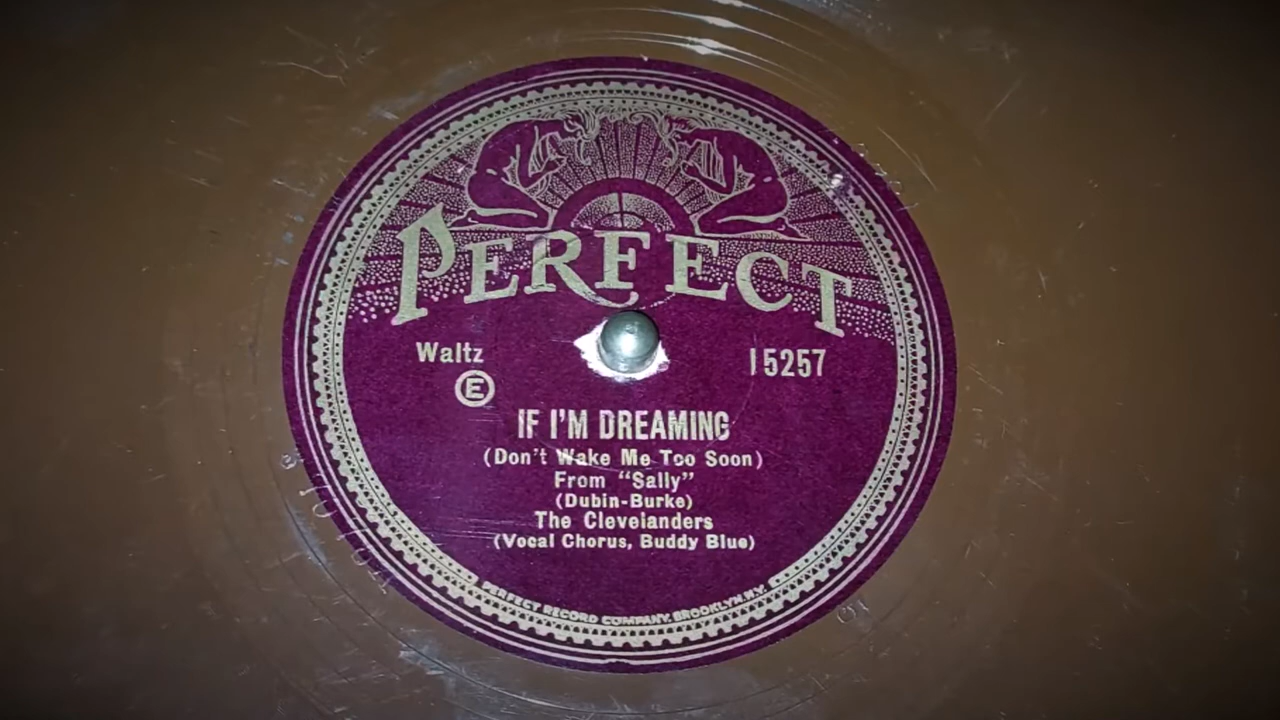 PERFECT
Waltz
15257
E
IF I'M DREAMING
(Don't Wake Me Too Soon)
From "Sally"
(Dubin-Burke)
The Clevelanders
(Vocal Chorus, Buddy Blue)
PERFECT RECORD COMPANY, BROOKLYN, N.Y.